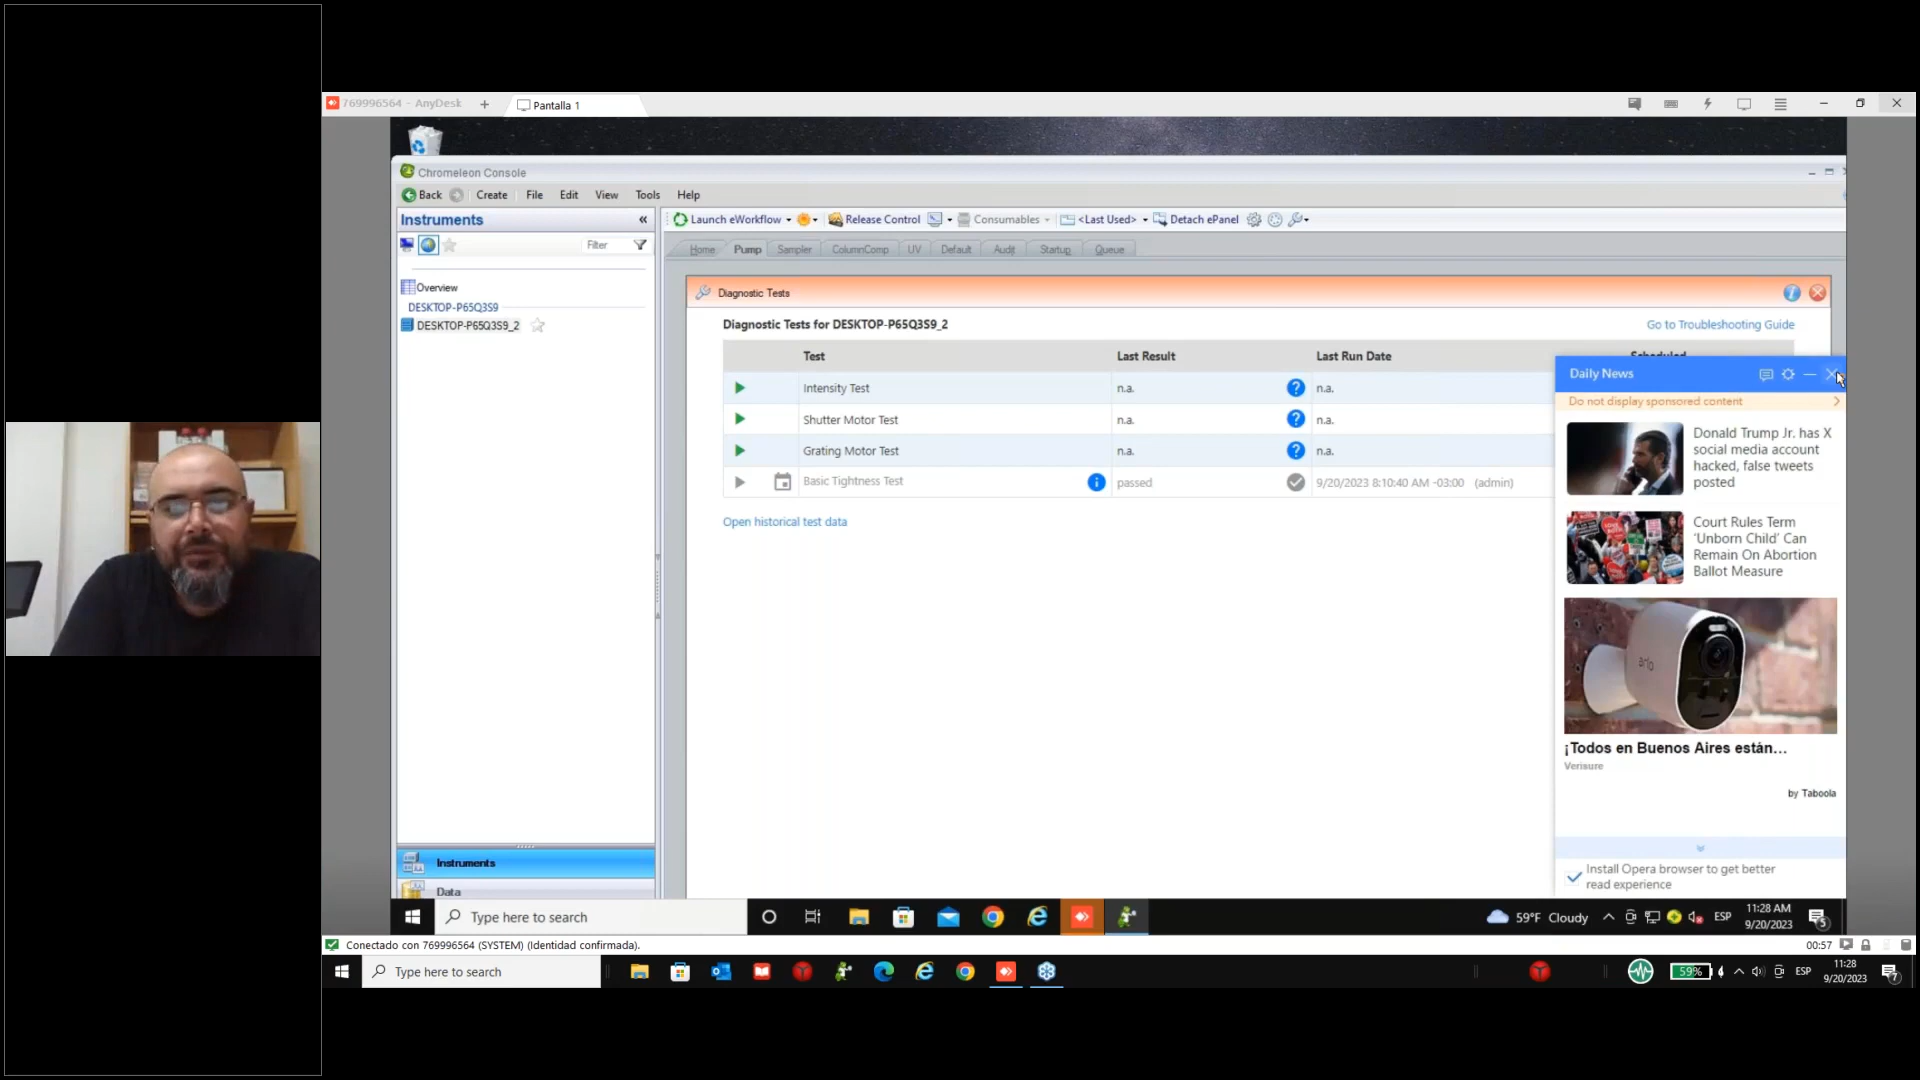 769996564 - AnyDesk
Pantalla 1
Chromeleon Console
Back Create File Edit View Tools Help
Instruments
Launch eWorkflow Release Control Consumables <Last Used> Detach ePanel
Filter
Home Pump Sampler ColumnComp UV Default Audit Startup Queue
Overview
DESKTOP-P65Q3S9
DESKTOP-P65Q3S9_2
Diagnostic Tests
Diagnostic Tests for DESKTOP-P65Q3S9_2
Go to Troubleshooting Guide
Test Last Result Last Run Date Scheduled
Intensity Test n.a. n.a.
Shutter Motor Test n.a. n.a.
Grating Motor Test n.a. n.a.
Basic Tightness Test passed 9/20/2023 8:10:40 AM -03:00 (admin)
Open historical test data
Daily News
Do not display sponsored content
Donald Trump Jr. has X
social media account
hacked, false tweets
posted
Court Rules Term
'Unborn Child' Can
Remain On Abortion
Ballot Measure
arlo
¡Todos en Buenos Aires están...
Verisure
by Taboola
Install Opera browser to get better
read experience
Instruments
Data
Type here to search
59°F Cloudy
ESP
11:28 AM
9/20/2023
5
Conectado con 769996564 (SYSTEM) (Identidad confirmada).
00:57
Type here to search
59%
ESP
11:28
9/20/2023
7